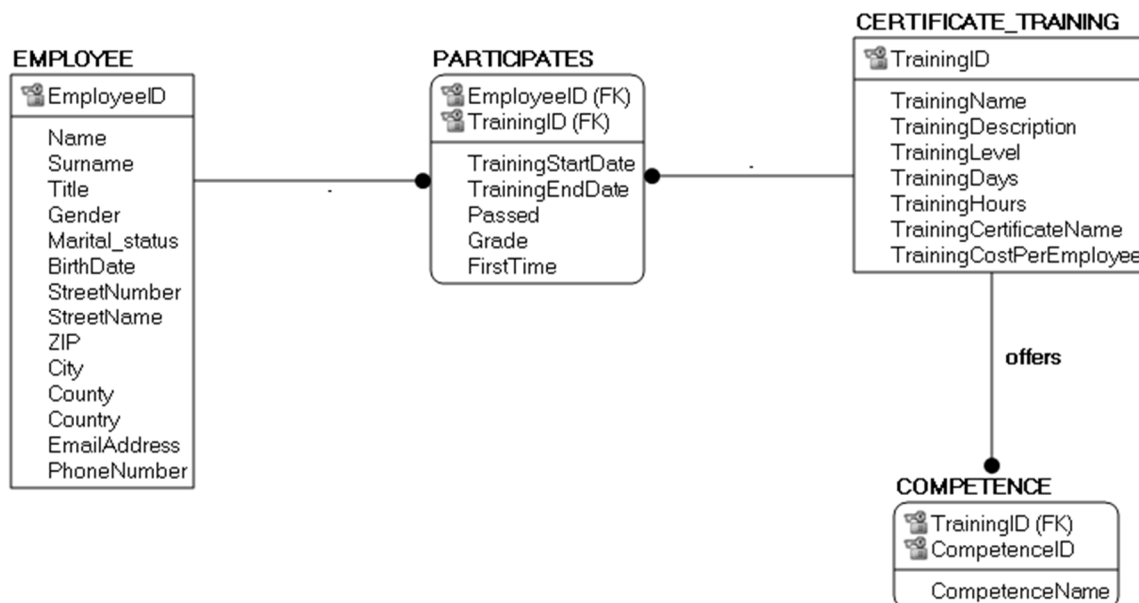 EMPLOYEE
EmployeeID
Name
Surname
Title
Gender
Marital_status
BirthDate
StreetNumber
StreetName
ZIP
City
County
Country
EmailAddress
PhoneNumber
PARTICIPATES
EmployeeID (FK)
TrainingID (FK)
TrainingStartDate
TrainingEndDate
Passed
Grade
FirstTime
CERTIFICATE_TRAINING
TrainingID
TrainingName
TrainingDescription
TrainingLevel
TrainingDays
TrainingHours
TrainingCertificateName
TrainingCostPerEmployee
offers
COMPETENCE
TrainingID (FK)
CompetenceID
CompetenceName